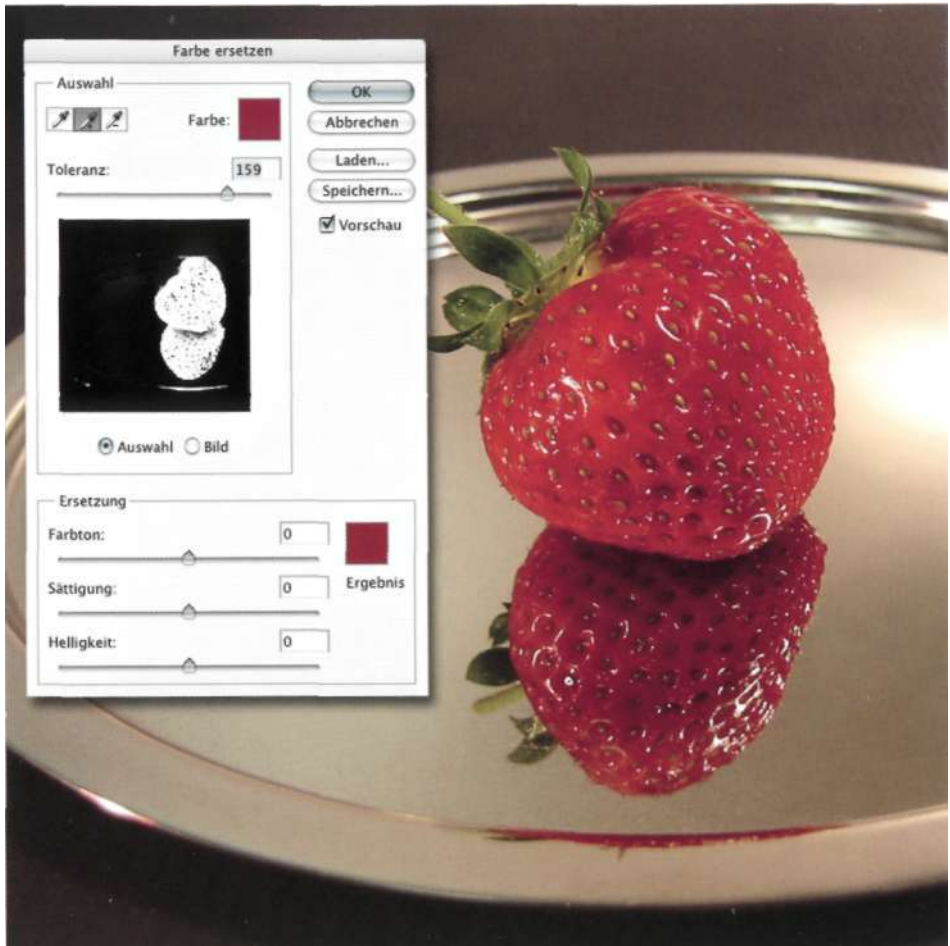 Farbe ersetzen
Auswahl
Farbe:
Toleranz:
159
Auswahl
Bild
OK
Abbrechen
Laden...
Speichern...
Vorschau
Ersetzung
Farbton:
0
Sättigung:
0
Helligkeit:
0
Ergebnis